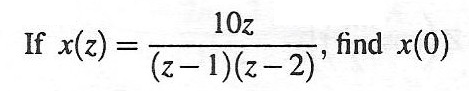 If x(z) = 10z / (z – 1)(z – 2), find x(0)